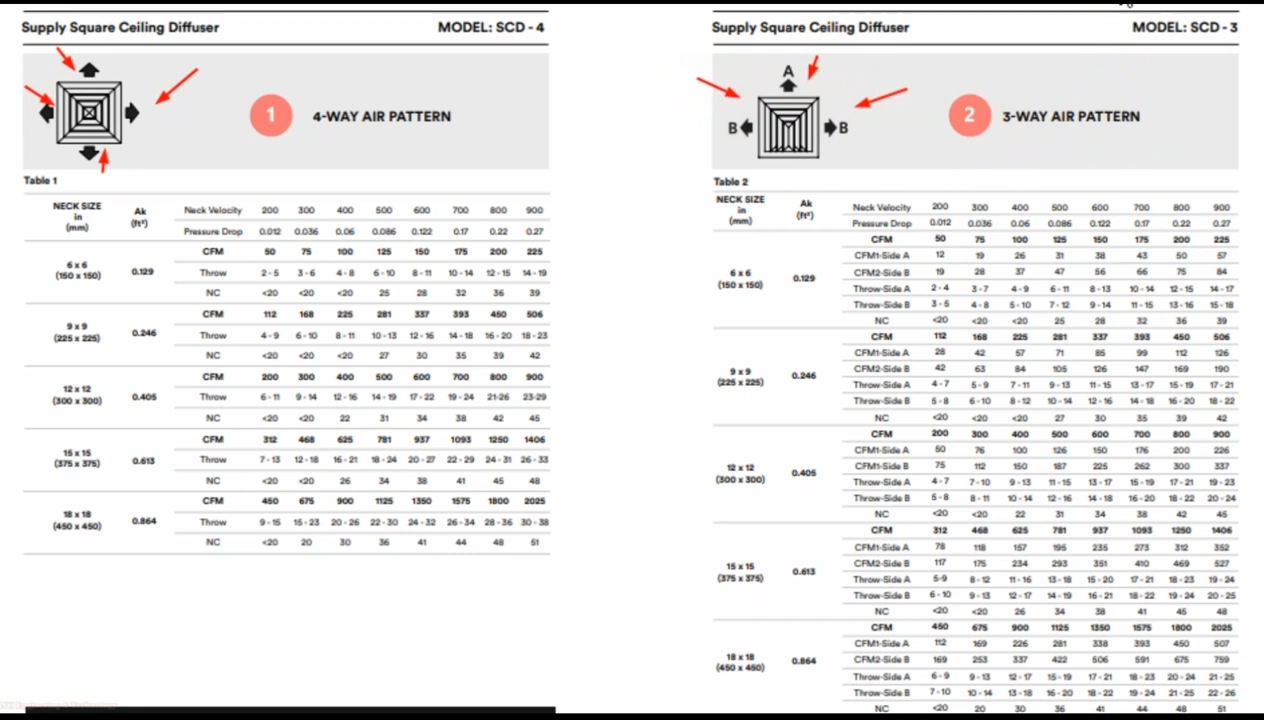 Supply Square Ceiling Diffuser MODEL: SCD - 4
1 4-WAY AIR PATTERN
Table 1
NECK SIZE in (mm) Ak (ft²) Neck Velocity 200 300 400 500 600 700 800 900
Pressure Drop 0.012 0.036 0.06 0.086 0.122 0.17 0.22 0.27
6 x 6 (150 x 150) 0.129 CFM 50 75 100 125 150 175 200 225
Throw 2 - 5 3 - 6 4 - 8 6 - 10 8 - 11 10 - 14 12 - 15 14 - 19
NC <20 <20 <20 25 28 32 36 39
9 x 9 (225 x 225) 0.246 CFM 112 168 225 281 337 393 450 506
Throw 4 - 9 6 - 10 8 - 11 10 - 13 12 - 16 14 - 18 16 - 20 18 - 23
NC <20 <20 <20 27 30 35 39 42
12 x 12 (300 x 300) 0.405 CFM 200 300 400 500 600 700 800 900
Throw 6 - 11 9 - 14 12 - 16 14 - 19 17 - 22 19 - 24 21-26 23-29
NC <20 <20 22 31 34 38 42 45
15 x 15 (375 x 375) 0.613 CFM 312 468 625 781 937 1093 1250 1406
Throw 7 - 13 12 - 18 16 - 21 18 - 24 20 - 27 22 - 29 24 - 31 26 - 33
NC <20 <20 26 34 38 41 45 48
18 x 18 (450 x 450) 0.864 CFM 450 675 900 1125 1350 1575 1800 2025
Throw 9 - 15 15 - 23 20 - 26 22 - 30 24 - 32 26 - 34 28 - 36 30 - 38
NC <20 20 30 36 41 44 48 51
Supply Square Ceiling Diffuser MODEL: SCD - 3
A
B B
2 3-WAY AIR PATTERN
Table 2
NECK SIZE in (mm) Ak (ft²) Neck Velocity 200 300 400 500 600 700 800 900
Pressure Drop 0.012 0.036 0.06 0.086 0.122 0.17 0.22 0.27
6 x 6 (150 x 150) 0.129 CFM 50 75 100 125 150 175 200 225
CFM1-Side A 12 19 26 31 38 43 50 57
CFM2-Side B 19 28 37 47 56 66 75 84
Throw-Side A 2 - 4 3 - 7 4 - 9 6 - 11 8 - 13 10 - 14 12 - 15 14 - 17
Throw-Side B 3 - 5 4 - 8 5 - 10 7 - 12 9 - 14 11 - 15 13 - 16 15 - 18
NC <20 <20 <20 25 28 32 36 39
9 x 9 (225 x 225) 0.246 CFM 112 168 225 281 337 393 450 506
CFM1-Side A 28 42 57 71 85 99 112 126
CFM2-Side B 42 63 84 105 126 147 169 190
Throw-Side A 4 - 7 5 - 9 7 - 11 9 - 13 11 - 15 13 - 17 15 - 19 17 - 21
Throw-Side B 5 - 8 6 - 10 8 - 12 10 - 14 12 - 16 14 - 18 16 - 20 18 - 22
NC <20 <20 <20 27 30 35 39 42
12 x 12 (300 x 300) 0.405 CFM 200 300 400 500 600 700 800 900
CFM1-Side A 50 76 100 126 150 176 200 226
CFM1-Side B 75 112 150 187 225 262 300 337
Throw-Side A 4 - 7 7 - 10 9 - 13 11 - 15 13 - 17 15 - 19 17 - 21 19 - 23
Throw-Side B 5 - 8 8 - 11 10 - 14 12 - 16 14 - 18 16 - 20 18 - 22 20 - 24
NC <20 <20 22 31 34 38 42 45
15 x 15 (375 x 375) 0.613 CFM 312 468 625 781 937 1093 1250 1406
CFM1-Side A 78 118 157 195 235 273 312 352
CFM2-Side B 117 175 234 293 351 410 469 527
Throw-Side A 5-9 8 - 12 11 - 16 13 - 18 15 - 20 17 - 21 18 - 23 19 - 24
Throw-Side B 6 - 10 9 - 13 12 - 17 14 - 19 16 - 21 18 - 22 19 - 24 20 - 25
NC <20 <20 26 34 38 41 45 48
18 x 18 (450 x 450) 0.864 CFM 450 675 900 1125 1350 1575 1800 2025
CFM1-Side A 112 169 226 281 338 393 450 507
CFM2-Side B 169 253 337 422 506 591 675 759
Throw-Side A 6 - 9 9 - 13 12 - 17 15 - 19 17 - 21 18 - 23 20 - 24 21 - 25
Throw-Side B 7 - 10 10 - 14 13 - 18 16 - 20 18 - 22 19 - 24 21 - 25 22 - 26
NC <20 20 30 36 41 44 48 51